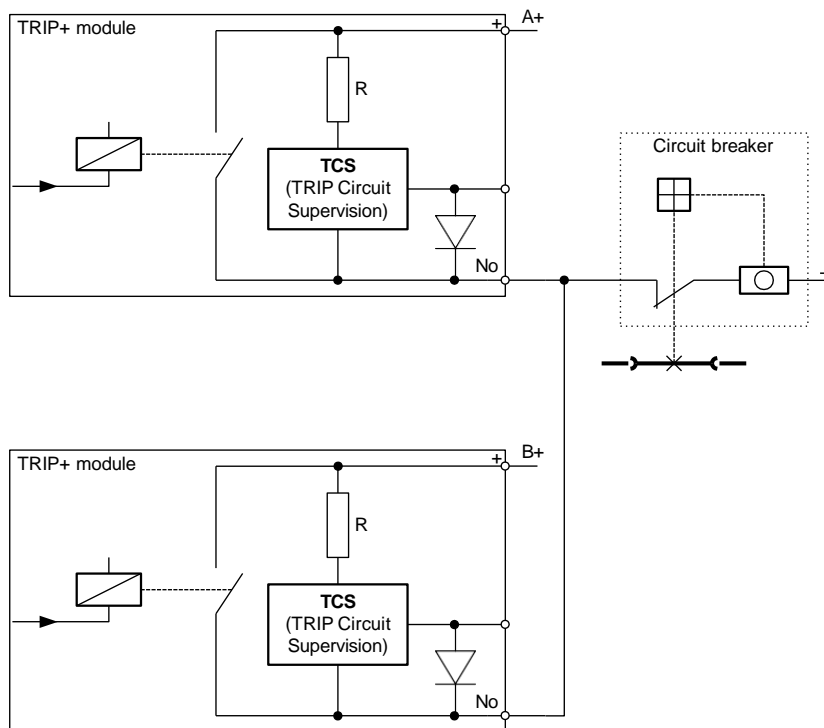 TRIP+ module
+ A+
R
TCS
(TRIP Circuit
Supervision)
No
Circuit breaker
-
TRIP+ module
+ B+
R
TCS
(TRIP Circuit
Supervision)
No